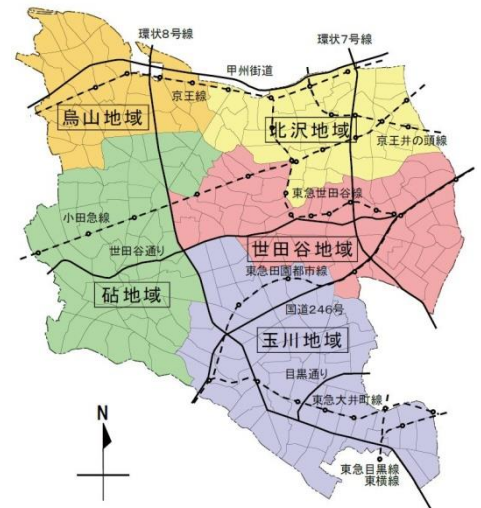 環状8号線
環状7号線
甲州街道
京王線
烏山地域
北沢地域
京王井の頭線
東急世田谷線
小田急線
世田谷通り
世田谷地域
東急田園都市線
砧地域
国道246号
玉川地域
目黒通り
東急大井町線
N
東急目黒線
東横線